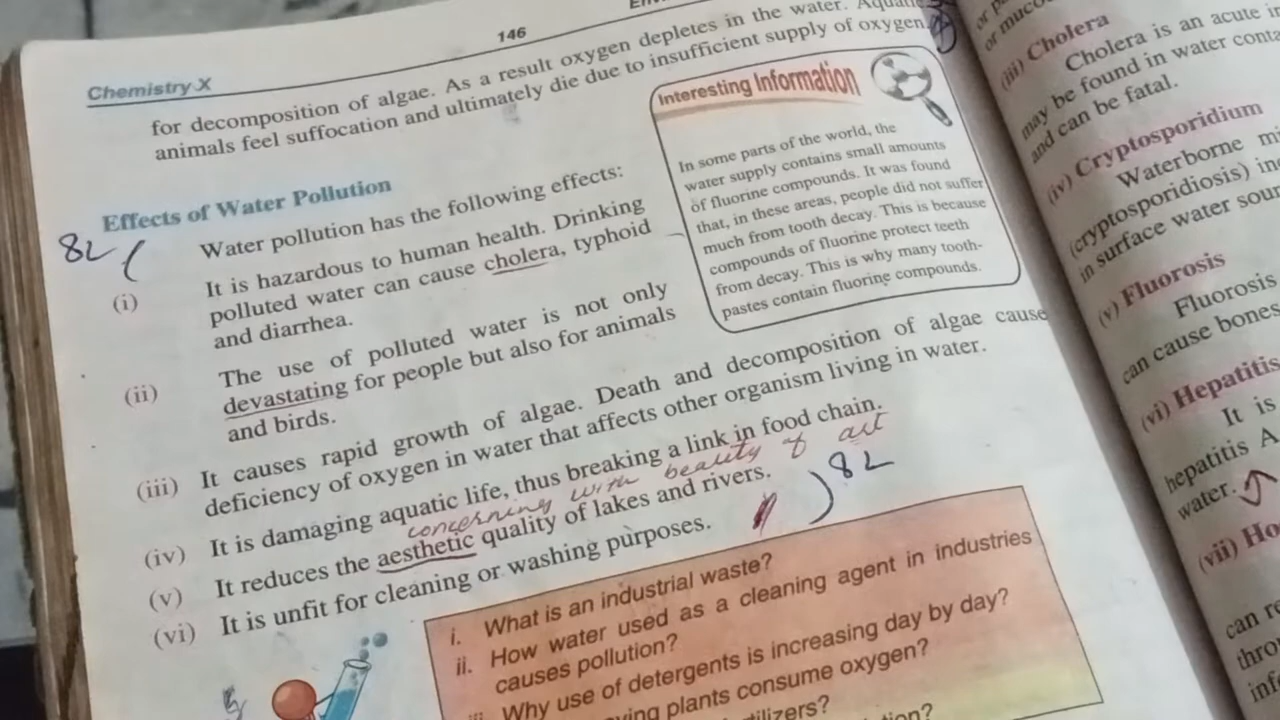 146
Chemistry X
for decomposition of algae. As a result oxygen depletes in the water. Aquatic
animals feel suffocation and ultimately die due to insufficient supply of oxygen.
Effects of Water Pollution
8L (
Water pollution has the following effects:
(i) It is hazardous to human health. Drinking
polluted water can cause cholera, typhoid
and diarrhea.
(ii) The use of polluted water is not only
devastating for people but also for animals
and birds.
Interesting Information
In some parts of the world, the
water supply contains small amounts
of fluorine compounds. It was found
that, in these areas, people did not suffer
much from tooth decay. This is because
compounds of fluorine protect teeth
from decay. This is why many tooth-
pastes contain fluorine compounds.
(iii) It causes rapid growth of algae. Death and decomposition of algae cause
deficiency of oxygen in water that affects other organism living in water.
(iv) It is damaging aquatic life, thus breaking a link in food chain.
concerning with beauty of art
(v) It reduces the aesthetic quality of lakes and rivers.
) 8L
(vi) It is unfit for cleaning or washing purposes.
i. What is an industrial waste?
ii. How water used as a cleaning agent in industries
causes pollution?
Why use of detergents is increasing day by day?
plants consume oxygen?
(iii) Cholera
Cholera is an acute
may be found in water
and can be fatal.
(iv) Cryptosporidium
Waterborne
(cryptosporidiosis)
in surface water
(v) Fluorosis
Fluorosis
can cause bones
(vi) Hepatitis
It is
hepatitis A
water.
(vii)
can